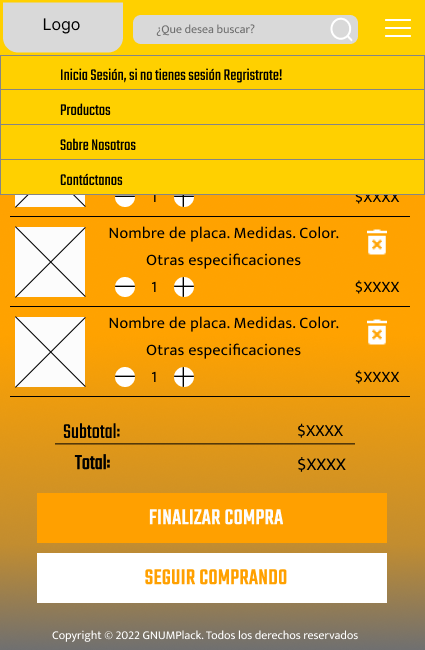 Logo
¿Que desea buscar?
Inicia Sesión, si no tienes sesión Regristrate!
Productos
Sobre Nosotros
Contáctanos
1 $XXXX
Nombre de placa. Medidas. Color.
Otras especificaciones
1 $XXXX
Nombre de placa. Medidas. Color.
Otras especificaciones
1 $XXXX
Subtotal: $XXXX
Total: $XXXX
FINALIZAR COMPRA
SEGUIR COMPRANDO
Copyright © 2022 GNUMPlack. Todos los derechos reservados